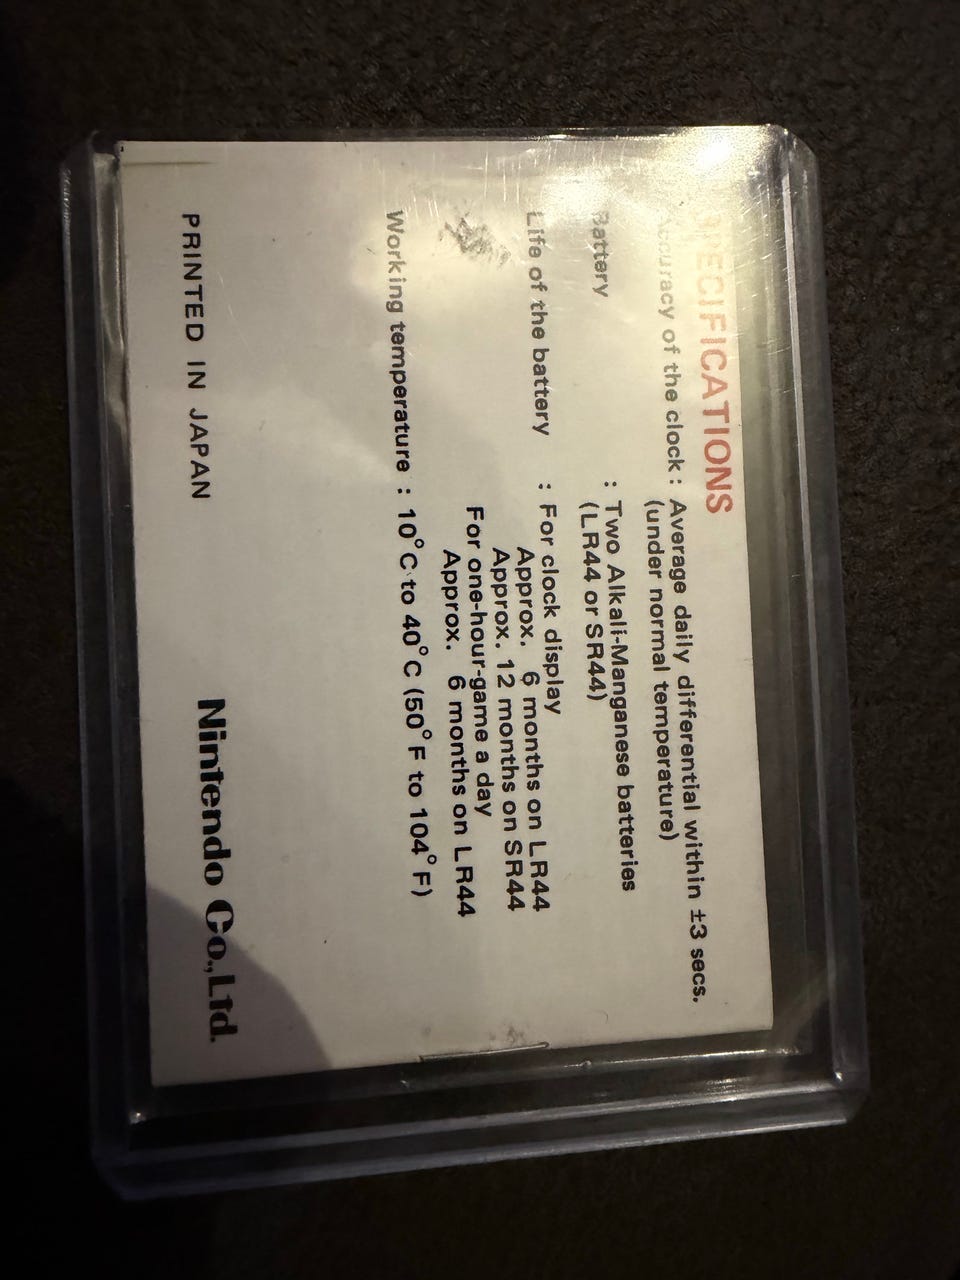 SPECIFICATIONS
Accuracy of the clock : Average daily differential within ±3 secs.
(under normal temperature)
Battery : Two Alkali-Manganese batteries
(LR44 or SR44)
Life of the battery : For clock display
Approx. 6 months on LR44
Approx. 12 months on SR44
For one-hour-game a day
Approx. 6 months on LR44
Working temperature : 10°C to 40°C (50°F to 104°F)
PRINTED IN JAPAN Nintendo Co.,Ltd.